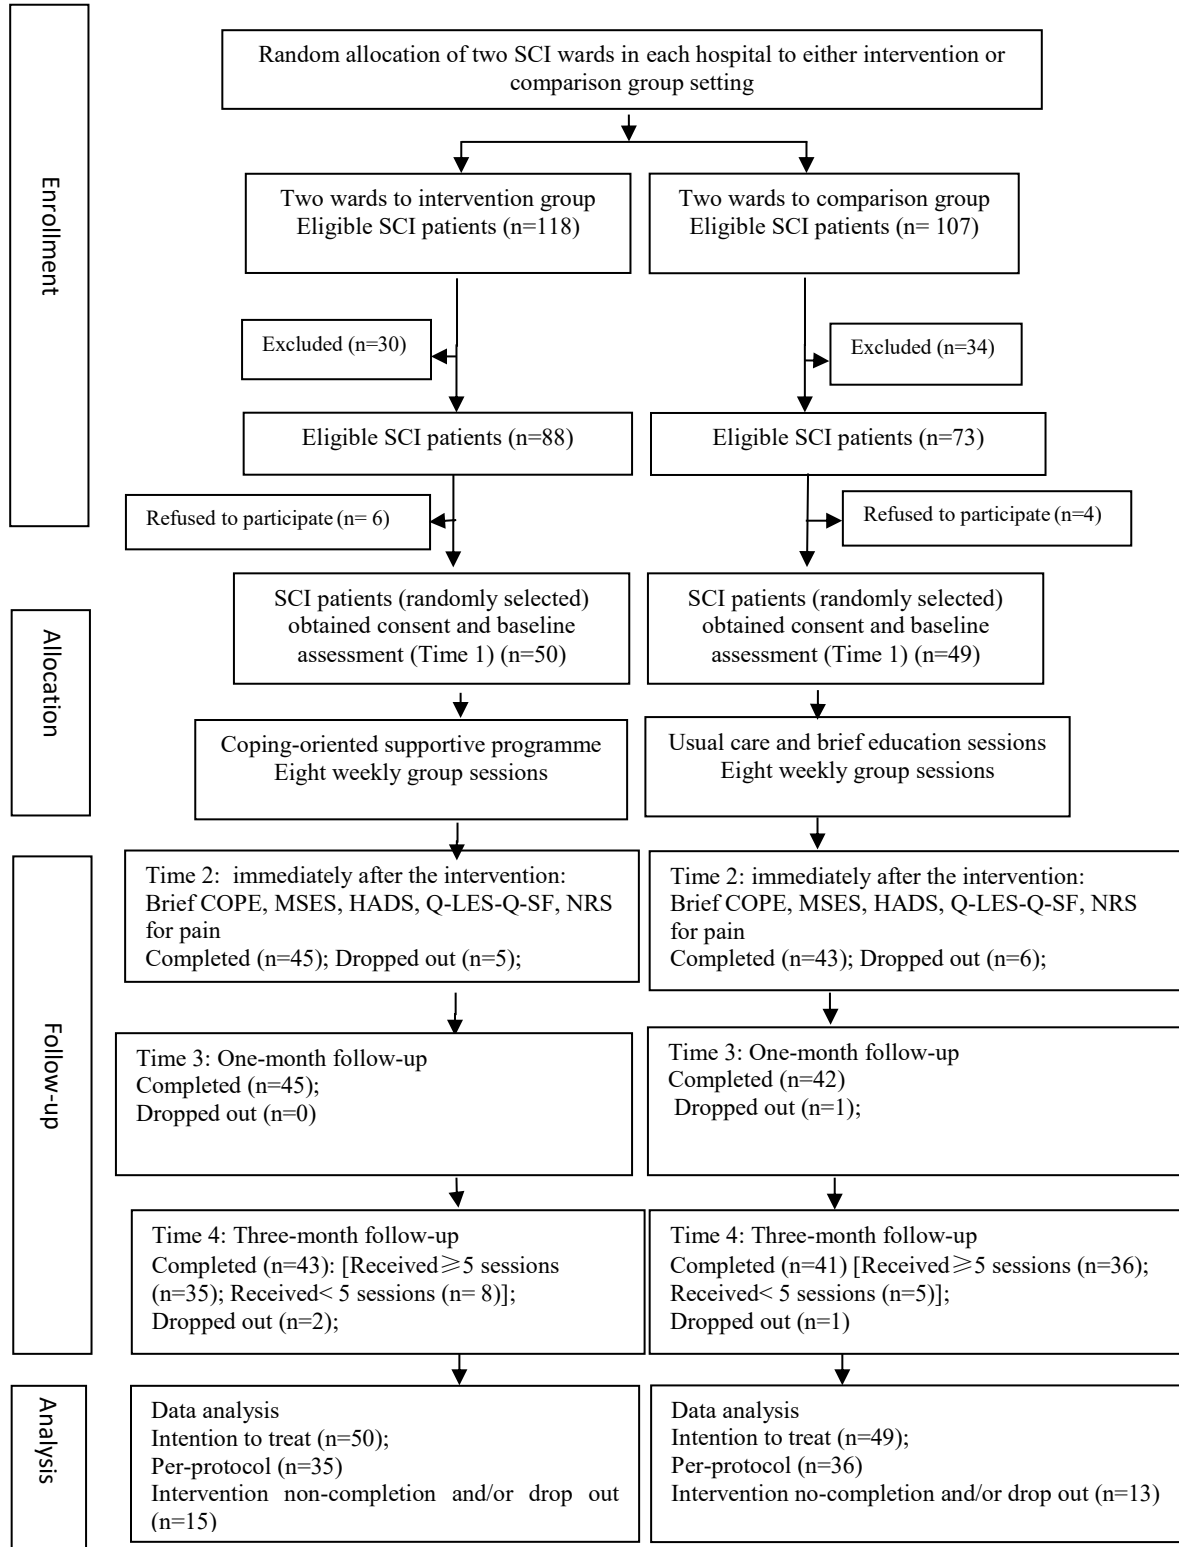 Enrollment
Random allocation of two SCI wards in each hospital to either intervention or
comparison group setting
Two wards to intervention group
Eligible SCI patients (n=118)
Two wards to comparison group
Eligible SCI patients (n= 107)
Excluded (n=30)
Excluded (n=34)
Eligible SCI patients (n=88)
Eligible SCI patients (n=73)
Refused to participate (n= 6)
Refused to participate (n=4)
Allocation
SCI patients (randomly selected)
obtained consent and baseline
assessment (Time 1) (n=50)
SCI patients (randomly selected)
obtained consent and baseline
assessment (Time 1) (n=49)
Coping-oriented supportive programme
Eight weekly group sessions
Usual care and brief education sessions
Eight weekly group sessions
Follow-up
Time 2: immediately after the intervention:
Brief COPE, MSES, HADS, Q-LES-Q-SF, NRS
for pain
Completed (n=45); Dropped out (n=5);
Time 2: immediately after the intervention:
Brief COPE, MSES, HADS, Q-LES-Q-SF, NRS
for pain
Completed (n=43); Dropped out (n=6);
Time 3: One-month follow-up
Completed (n=45);
Dropped out (n=0)
Time 3: One-month follow-up
Completed (n=42)
Dropped out (n=1);
Time 4: Three-month follow-up
Completed (n=43): [Received≥5 sessions
(n=35); Received< 5 sessions (n= 8)];
Dropped out (n=2);
Time 4: Three-month follow-up
Completed (n=41) [Received≥5 sessions (n=36);
Received< 5 sessions (n=5)];
Dropped out (n=1)
Analysis
Data analysis
Intention to treat (n=50);
Per-protocol (n=35)
Intervention non-completion and/or drop out
(n=15)
Data analysis
Intention to treat (n=49);
Per-protocol (n=36)
Intervention no-completion and/or drop out (n=13)